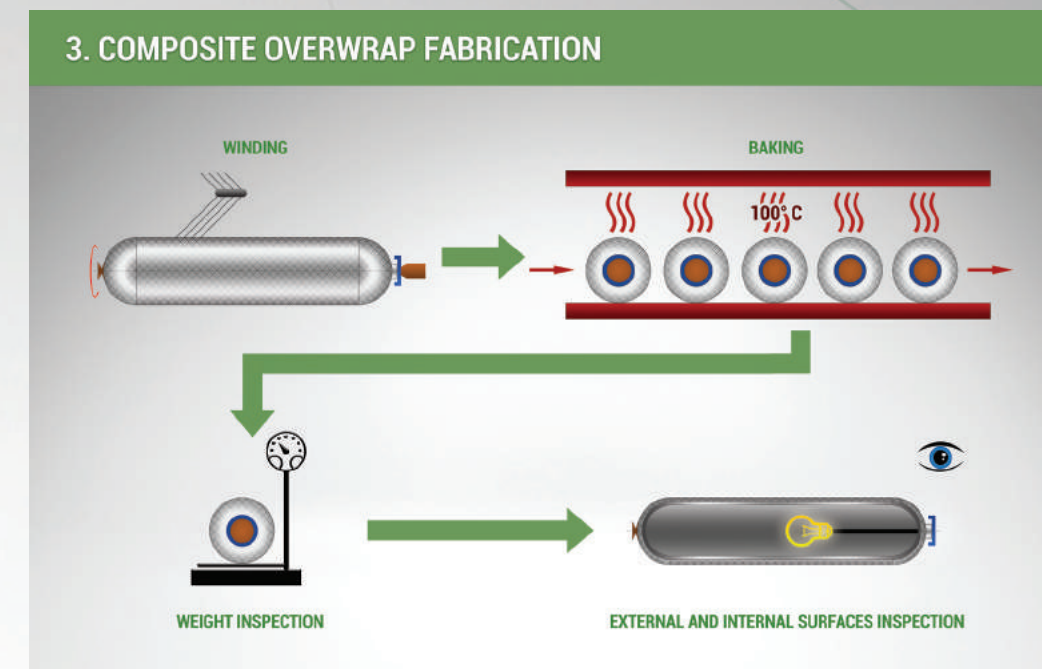 3. COMPOSITE OVERWRAP FABRICATION
WINDING
BAKING
100° C
WEIGHT INSPECTION
EXTERNAL AND INTERNAL SURFACES INSPECTION